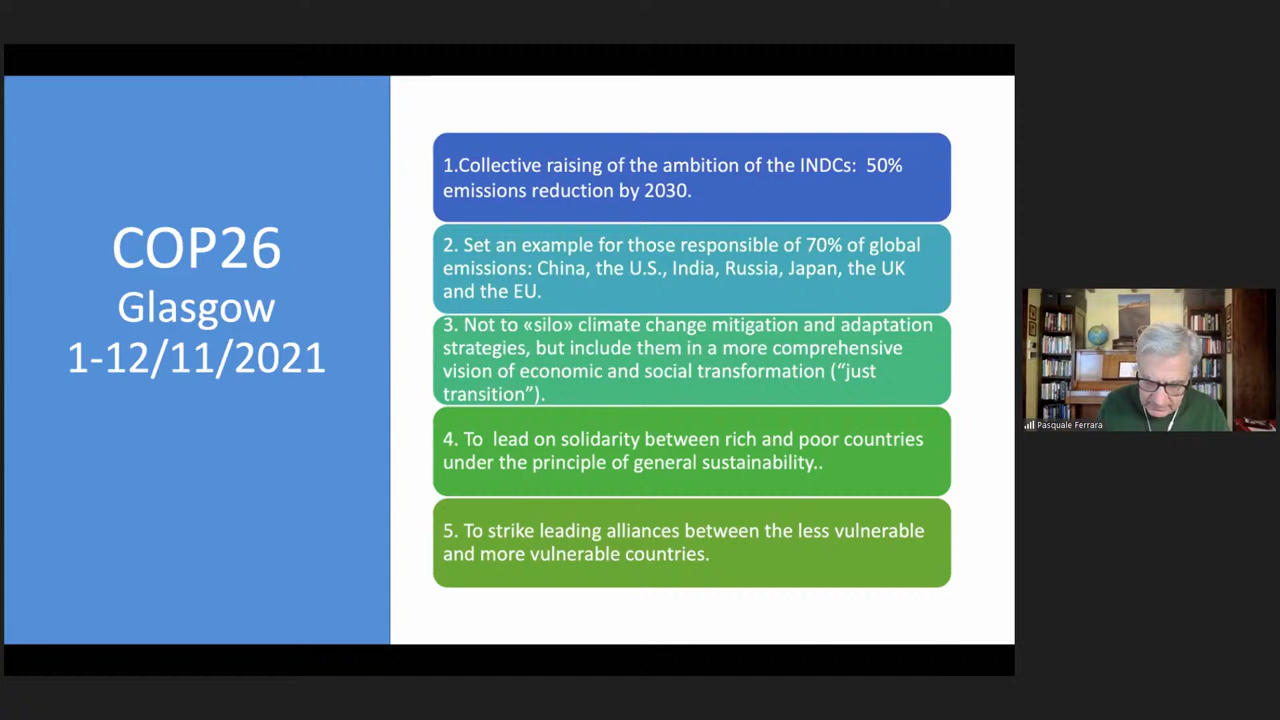 COP26
Glasgow
1-12/11/2021
1.Collective raising of the ambition of the INDCs:  50%
emissions reduction by 2030.
2. Set an example for those responsible of 70% of global
emissions: China, the U.S., India, Russia, Japan, the UK
and the EU.
3. Not to «silo» climate change mitigation and adaptation
strategies, but include them in a more comprehensive
vision of economic and social transformation (“just
transition”).
4. To  lead on solidarity between rich and poor countries
under the principle of general sustainability..
5. To strike leading alliances between the less vulnerable
and more vulnerable countries.
Pasquale Ferrara